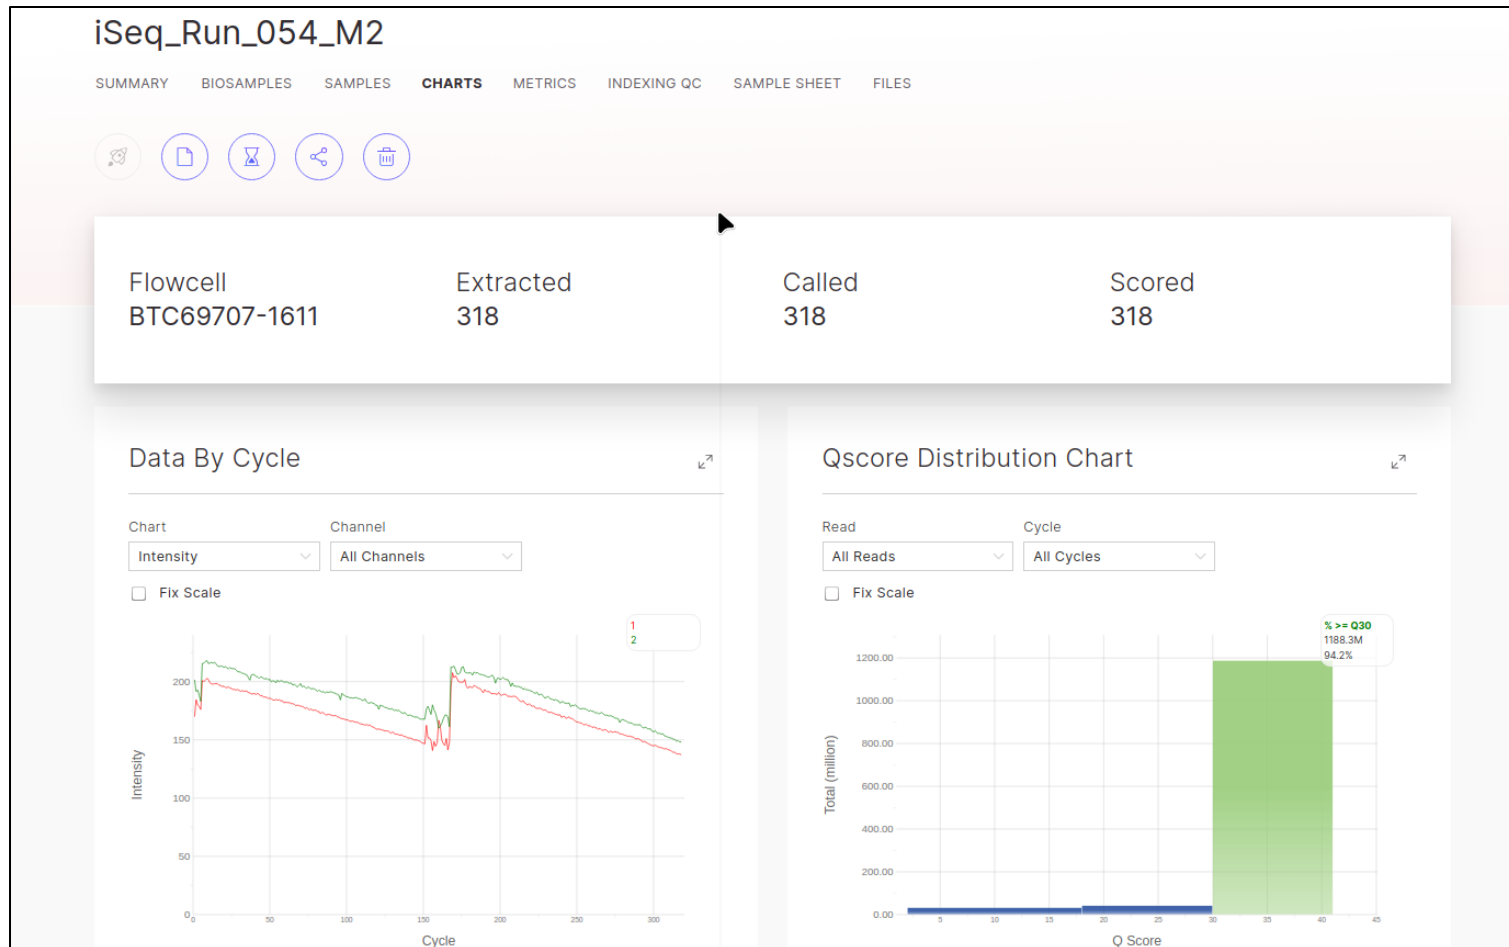 iSeq_Run_054_M2
SUMMARY BIOSAMPLES SAMPLES CHARTS METRICS INDEXING QC SAMPLE SHEET FILES
Flowcell Extracted Called Scored
BTC69707-1611 318 318 318
Data By Cycle
Chart Channel
Intensity All Channels
Fix Scale
1
2
200
150
100
50
0
Intensity
0 50 100 150 200 250 300
Cycle
Qscore Distribution Chart
Read Cycle
All Reads All Cycles
Fix Scale
% >= Q30
1188.3M
94.2%
1200.00
1000.00
800.00
600.00
400.00
200.00
0.00
Total (million)
5 10 15 20 25 30 35 40 45
Q Score